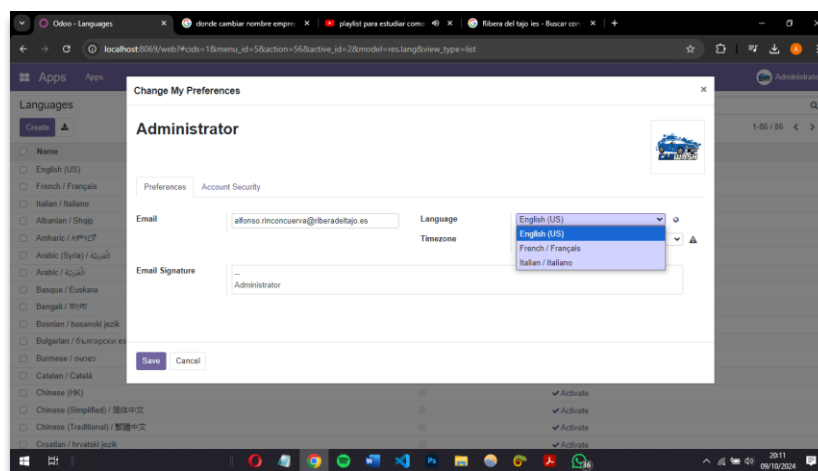 Odoo - Languages
donde cambiar nombre empre
playlist para estudiar como
Ribera del tajo ies - Buscar con
localhost:8069/web?#cids=1&menu_id=5&action=56&active_id=2&model=res.lang&view_type=list
Apps Apps
Administrato
Languages
Create
1-86 / 86
Change My Preferences
Administrator
WASH
Preferences Account Security
Email alfonso.rinconcuerva@riberadeltajo.es Language English (US)
Timezone
English (US)
French / Français
Italian / Italiano
Email Signature
--
Administrator
Save Cancel
Name
English (US)
French / Français
Italian / Italiano
Albanian / Shqip
Amharic / አምሃርኛ
Arabic (Syria) / الْعَرَبيّة
Arabic / الْعَرَبيّة
Basque / Euskara
Bengali / বাংলা
Bosnian / bosanski jezik
Bulgarian / български ез
Burmese / ဗမာစာ
Catalan / Català
Chinese (HK) Activate
Chinese (Simplified) / 简体中文 Activate
Chinese (Traditional) / 繁體中文 Activate
Croatian / hrvatski jezik Activate
36
20:11
09/10/2024